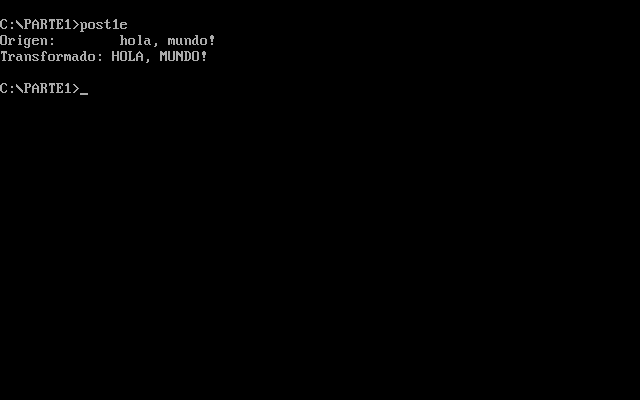 C:\PARTE1>post1e
Origen:        hola, mundo!
Transformado: HOLA, MUNDO!
C:\PARTE1>_